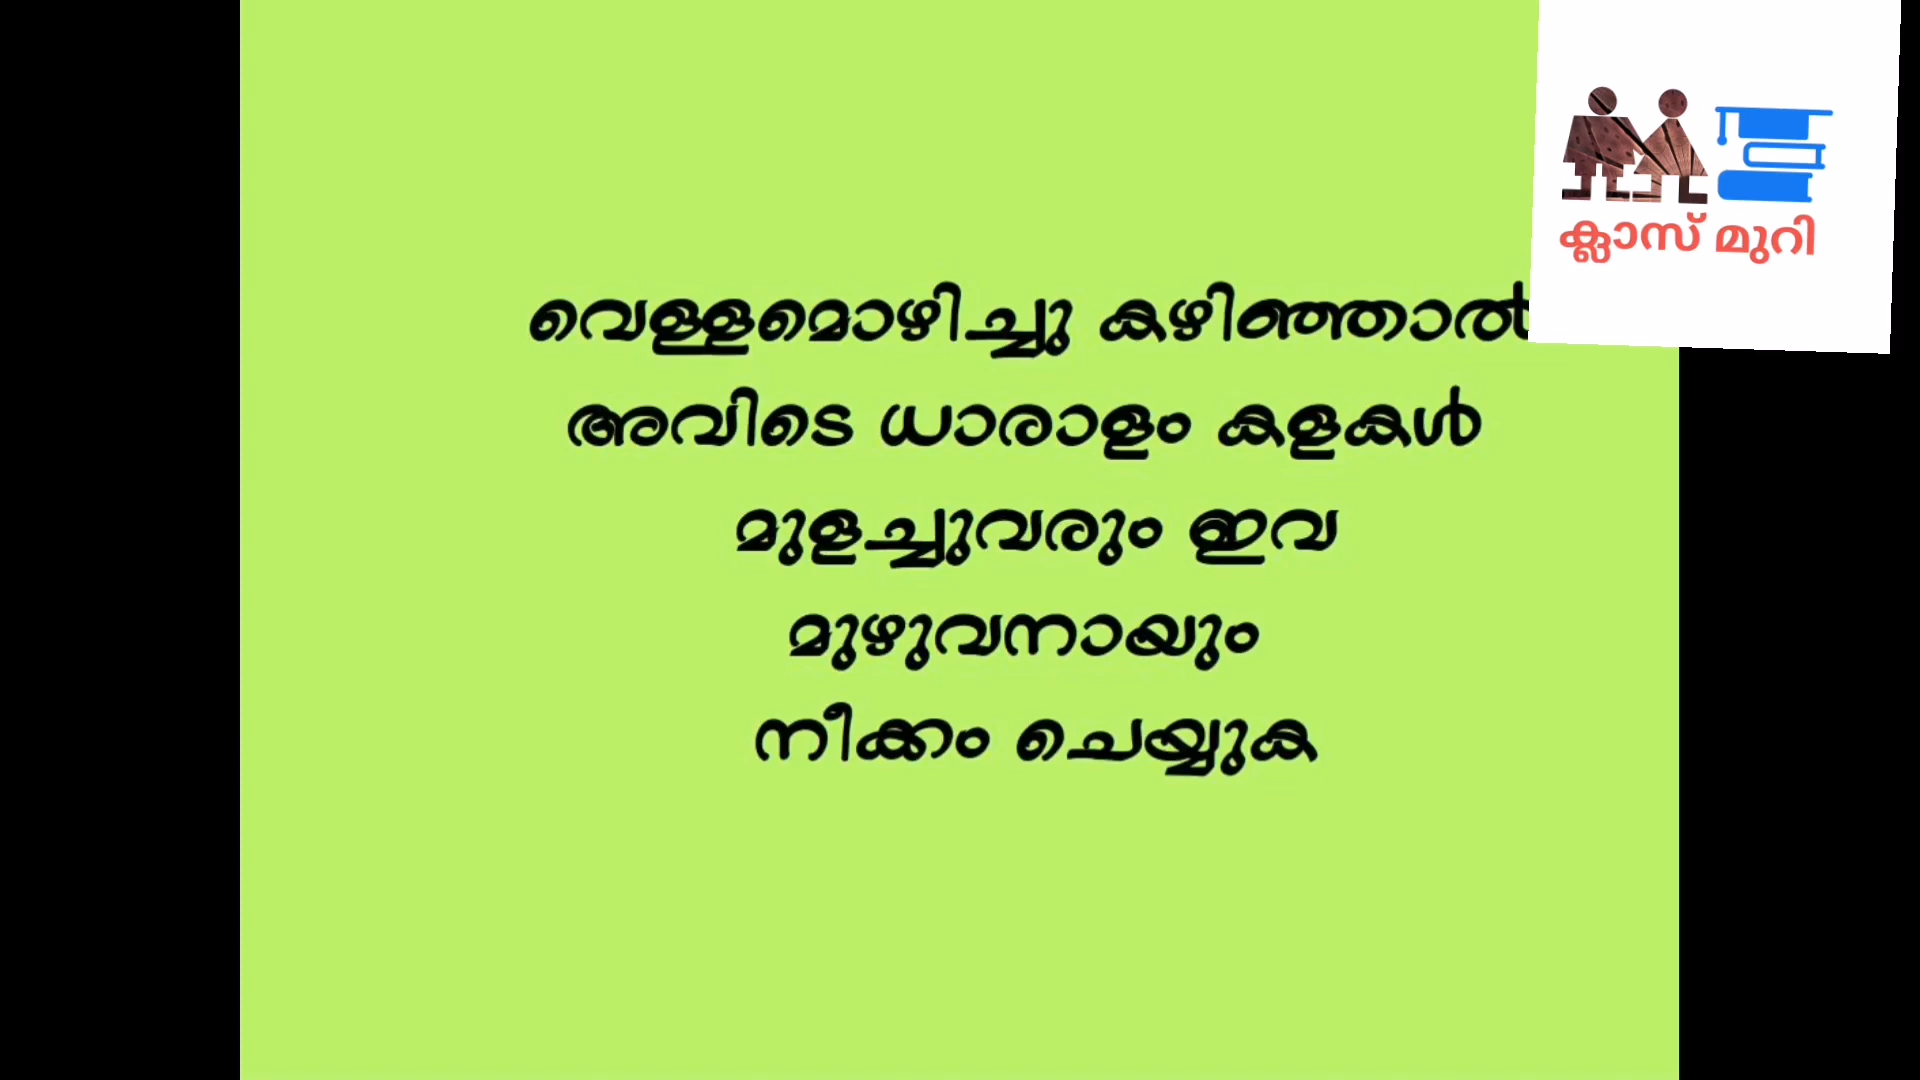 ക്ലാസ് മുറി
വെള്ളമൊഴിച്ചു കഴിഞ്ഞാൽ
അവിടെ ധാരാളം കളകൾ
മുളച്ചുവരും ഇവ
മുഴുവനായും
നീക്കം ചെയ്യുക